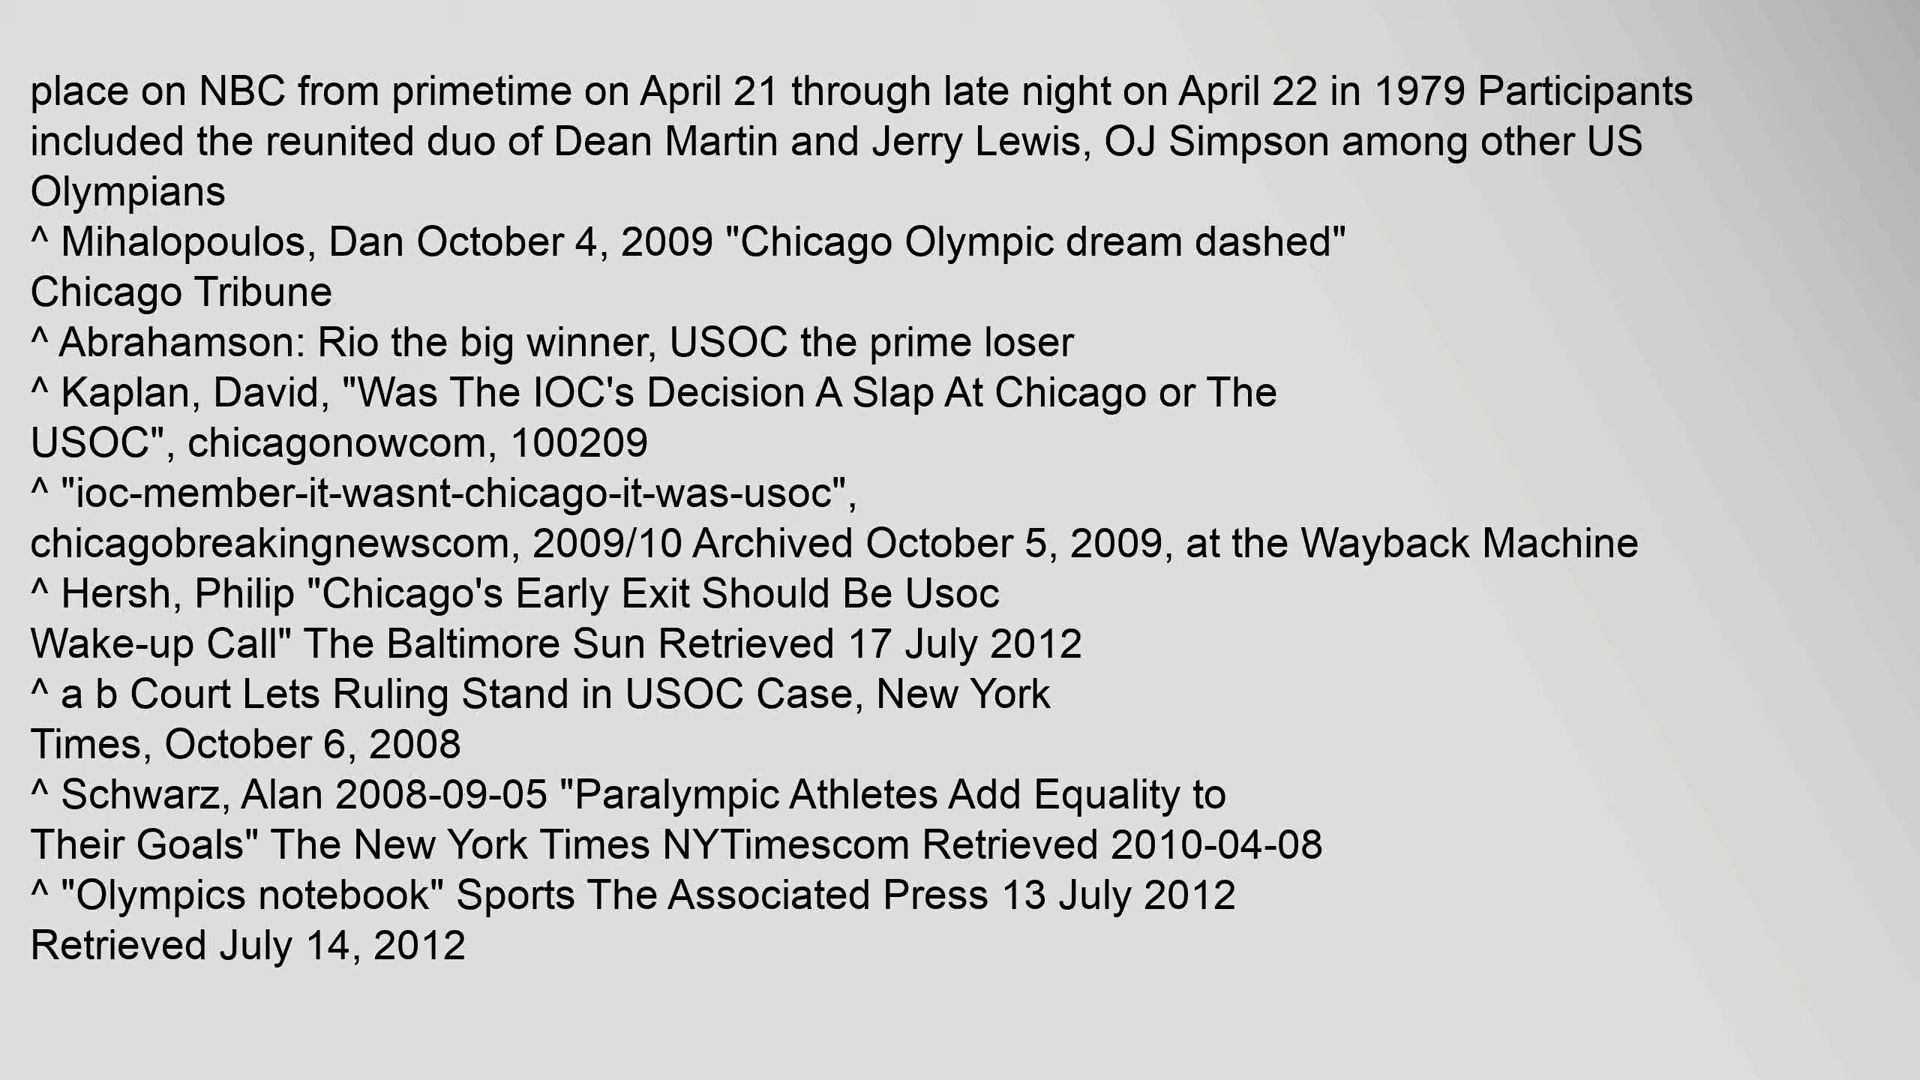 place on NBC from primetime on April 21 through late night on April 22 in 1979 Participants
included the reunited duo of Dean Martin and Jerry Lewis, OJ Simpson among other US
Olympians
^ Mihalopoulos, Dan October 4, 2009 "Chicago Olympic dream dashed"
Chicago Tribune
^ Abrahamson: Rio the big winner, USOC the prime loser
^ Kaplan, David, "Was The IOC's Decision A Slap At Chicago or The
USOC", chicagonowcom, 100209
^ "ioc-member-it-wasnt-chicago-it-was-usoc",
chicagobreakingnewscom, 2009/10 Archived October 5, 2009, at the Wayback Machine
^ Hersh, Philip "Chicago's Early Exit Should Be Usoc
Wake-up Call" The Baltimore Sun Retrieved 17 July 2012
^ a b Court Lets Ruling Stand in USOC Case, New York
Times, October 6, 2008
^ Schwarz, Alan 2008-09-05 "Paralympic Athletes Add Equality to
Their Goals" The New York Times NYTimescom Retrieved 2010-04-08
^ "Olympics notebook" Sports The Associated Press 13 July 2012
Retrieved July 14, 2012